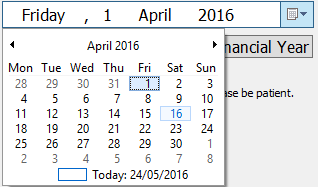 Friday , 1 April 2016
April 2016
nancial Year
Mon Tue Wed Thu Fri Sat Sun
28 29 30 31 1 2 3
4 5 6 7 8 9 10
11 12 13 14 15 16 17
18 19 20 21 22 23 24
25 26 27 28 29 30 1
2 3 4 5 6 7 8
ase be patient.
Today: 24/05/2016